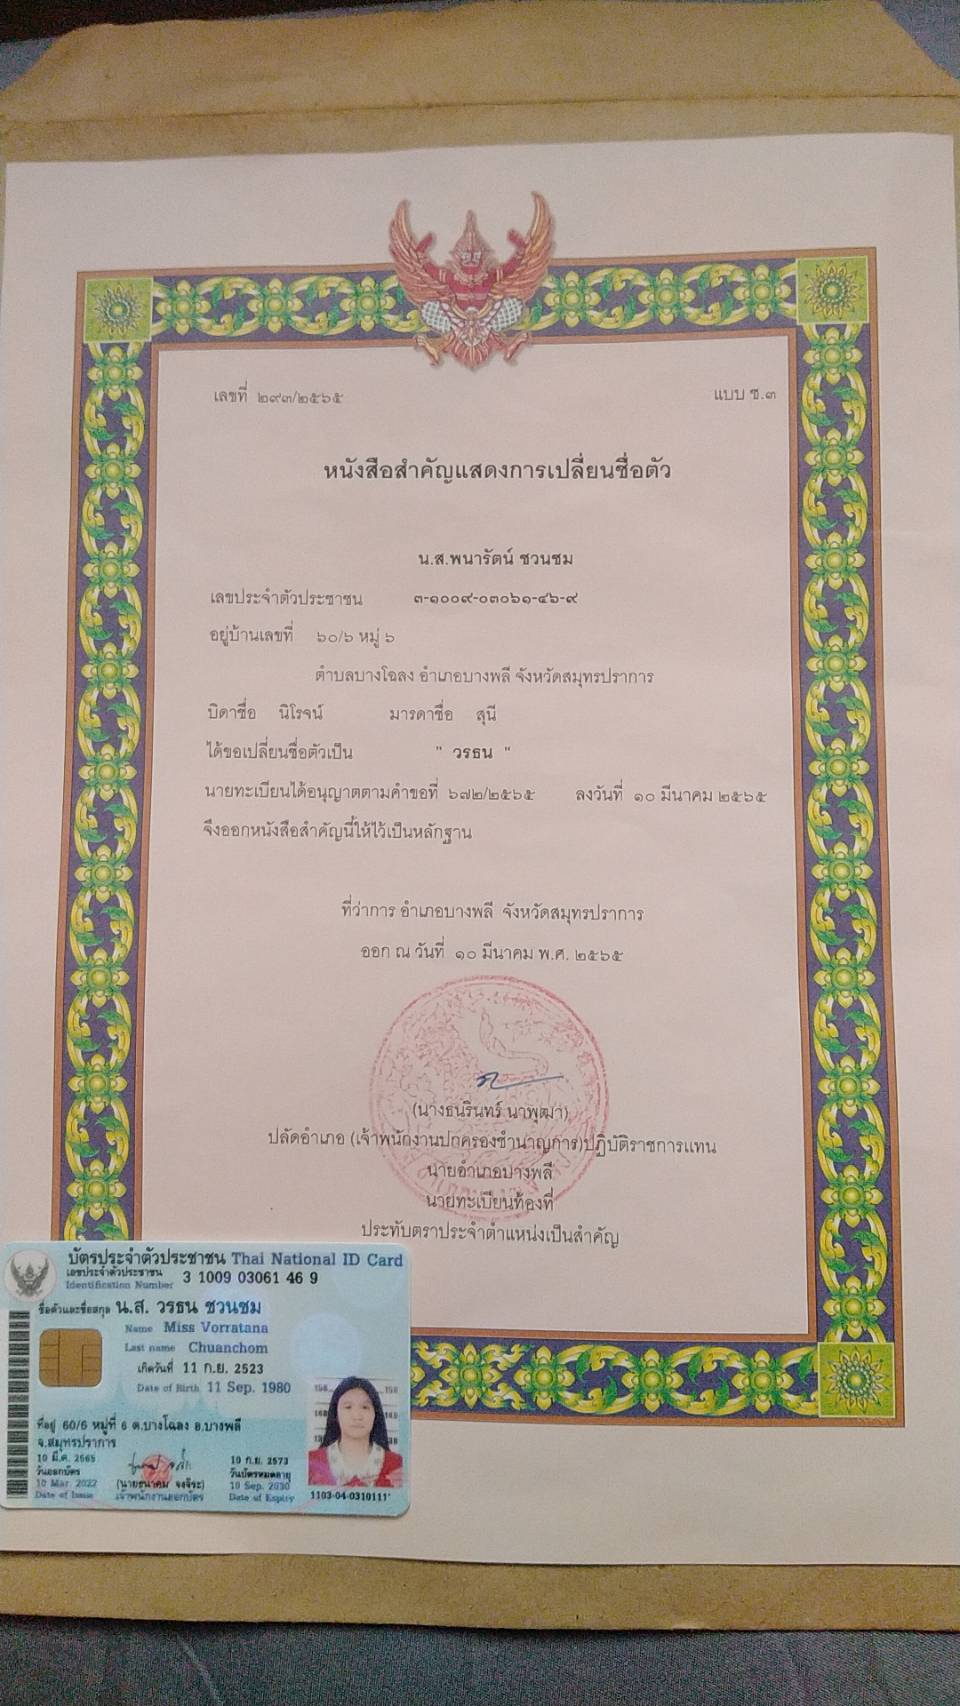 เลขที่ ๒๙๓/๒๕๖๕
แบบ ช.๓
หนังสือสำคัญแสดงการเปลี่ยนชื่อตัว
น.ส.พนารัตน์ ชวนชม
เลขประจำตัวประชาชน ๓-๑๐๐๙-๐๓๐๖๑-๔๖-๙
อยู่บ้านเลขที่ ๖๐/๖ หมู่ ๖
ตำบลบางโฉลง อำเภอบางพลี จังหวัดสมุทรปราการ
บิดาชื่อ นิโรจน์ มารดาชื่อ สุนี
ได้ขอเปลี่ยนชื่อตัวเป็น " วรธน "
นายทะเบียนได้อนุญาตตามคำขอที่ ๖๗๒/๒๕๖๕ ลงวันที่ ๑๐ มีนาคม ๒๕๖๕
จึงออกหนังสือสำคัญนี้ให้ไว้เป็นหลักฐาน
ที่ว่าการ อำเภอบางพลี จังหวัดสมุทรปราการ
ออก ณ วันที่ ๑๐ มีนาคม พ.ศ. ๒๕๖๕
(นางธนรินทร์ นาพุฒา)
ปลัดอำเภอ (เจ้าพนักงานปกครองชำนาญการ)ปฏิบัติราชการแทน
นายอำเภอบางพลี
นายทะเบียนท้องที่
ประทับตราประจำตำแหน่งเป็นสำคัญ
บัตรประจำตัวประชาชน Thai National ID Card
เลขประจำตัวประชาชน
Identification Number 3 1009 03061 46 9
ชื่อตัวและชื่อสกุล น.ส. วรธน ชวนชม
Name Miss Vorratana
Last name Chuanchom
เกิดวันที่ 11 ก.ย. 2523
Date of Birth 11 Sep. 1980
ที่อยู่ 60/6 หมู่ที่ 6 ต.บางโฉลง อ.บางพลี
จ.สมุทรปราการ
10 มี.ค. 2565
วันออกบัตร
10 Mar. 2022
Date of Issue
(นายธนาคม จงจิระ)
เจ้าพนักงานออกบัตร
10 ก.ย. 2573
วันบัตรหมดอายุ
10 Sep. 2030
Date of Expiry
1103-04-0310111